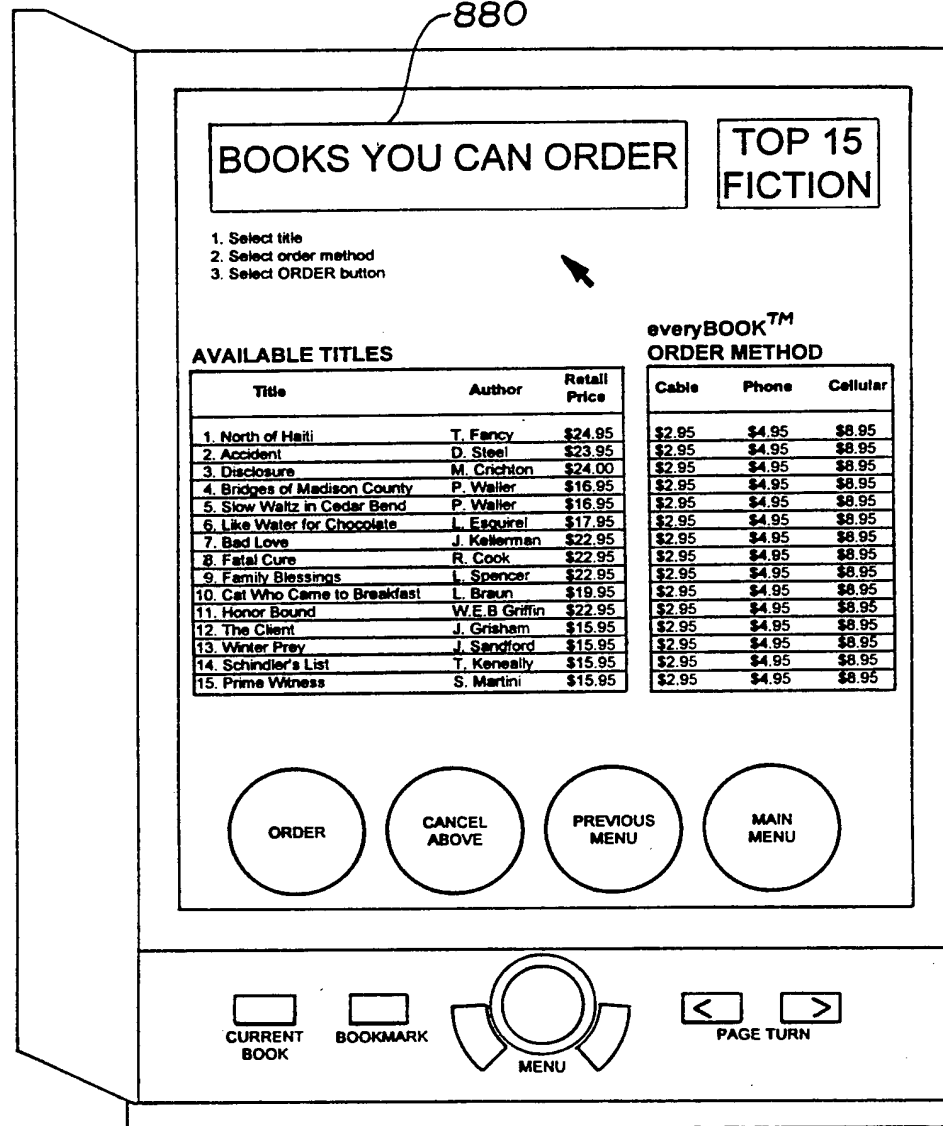 880
BOOKS YOU CAN ORDER
TOP 15
FICTION
1. Select title
2. Select order method
3. Select ORDER button
everyBOOK™
AVAILABLE TITLES
ORDER METHOD
Title Author Retail Price Cable Phone Cellular
1. North of Haiti T. Fancy $24.95 $2.95 $4.95 $8.95
2. Accident D. Steel $23.95 $2.95 $4.95 $8.95
3. Disclosure M. Crichton $24.00 $2.95 $4.95 $8.95
4. Bridges of Madison County P. Waller $16.95 $2.95 $4.95 $8.95
5. Slow Waltz in Cedar Bend P. Waller $16.95 $2.95 $4.95 $8.95
6. Like Water for Chocolate L. Esquirel $17.95 $2.95 $4.95 $8.95
7. Bad Love J. Kellerman $22.95 $2.95 $4.95 $8.95
8. Fatal Cure R. Cook $22.95 $2.95 $4.95 $8.95
9. Family Blessings L. Spencer $22.95 $2.95 $4.95 $8.95
10. Cat Who Came to Breakfast L. Braun $19.95 $2.95 $4.95 $8.95
11. Honor Bound W.E.B Griffin $22.95 $2.95 $4.95 $8.95
12. The Client J. Grisham $15.95 $2.95 $4.95 $8.95
13. Winter Prey J. Sandford $15.95 $2.95 $4.95 $8.95
14. Schindler's List T. Keneally $15.95 $2.95 $4.95 $8.95
15. Prime Witness S. Martini $15.95 $2.95 $4.95 $8.95
ORDER
CANCEL
ABOVE
PREVIOUS
MENU
MAIN
MENU
< >
CURRENT
BOOK
BOOKMARK
MENU
PAGE TURN